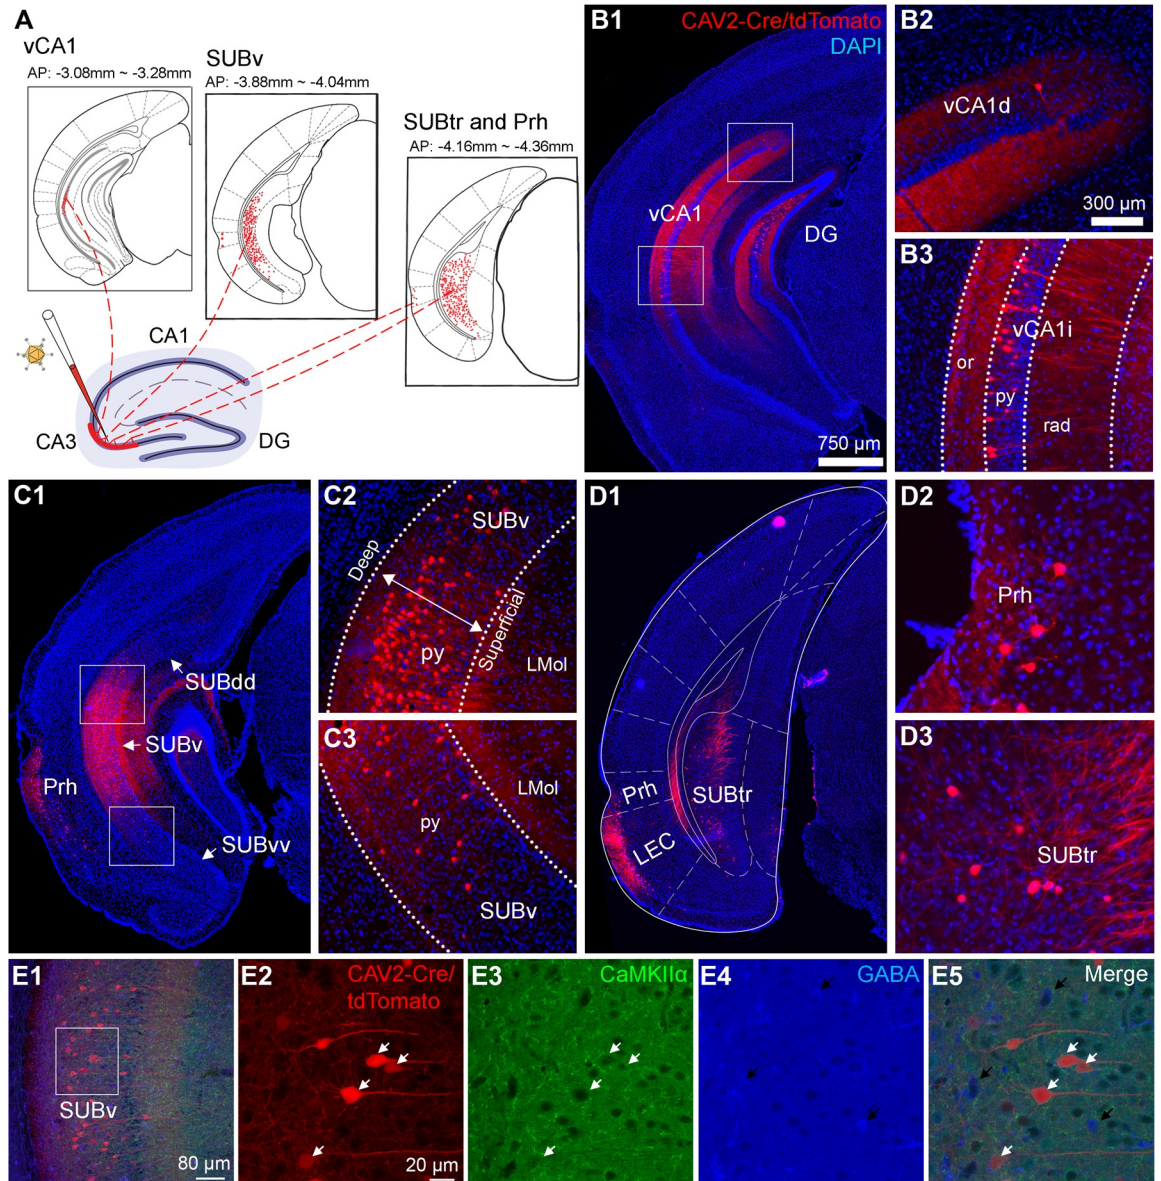 A
vCA1
AP: -3.08mm ~ -3.28mm
SUBv
AP: -3.88mm ~ -4.04mm
SUBtr and Prh
AP: -4.16mm ~ -4.36mm
CA1
CA3
DG
B1
CAV2-Cre/tdTomato
DAPI
vCA1
DG
750 µm
B2
vCA1d
300 µm
B3
vCA1i
or
py
rad
C1
SUBdd
SUBv
Prh
SUBvv
C2
SUBv
Deep
Superficial
py
LMol
C3
LMol
py
SUBv
D1
Prh
SUBtr
LEC
D2
Prh
D3
SUBtr
E1
SUBv
80 µm
E2
CAV2-Cre/
tdTomato
20 µm
E3
CaMKIIα
E4
GABA
E5
Merge